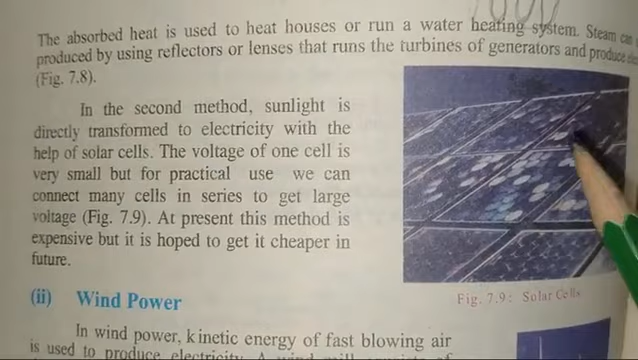 The absorbed heat is used to heat houses or run a water heating system. Steam can
produced by using reflectors or lenses that runs the turbines of generators and produce
(Fig. 7.8).
In the second method, sunlight is
directly transformed to electricity with the
help of solar cells. The voltage of one cell is
very small but for practical use we can
connect many cells in series to get large
voltage (Fig. 7.9). At present this method is
expensive but it is hoped to get it cheaper in
future.
Fig. 7.9: Solar Cells
(ii) Wind Power
In wind power, kinetic energy of fast blowing air
is used to produce electricity. A wind mill consists of